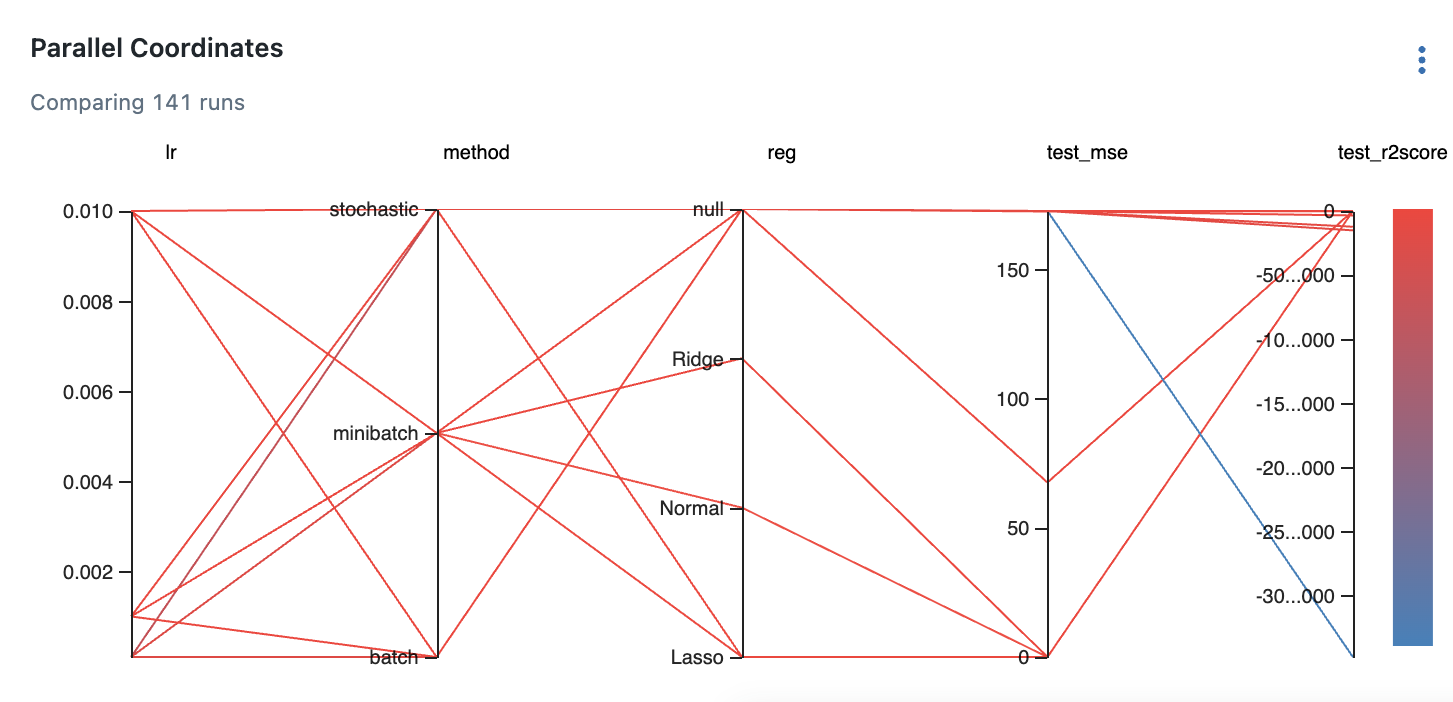 Parallel Coordinates
Comparing 141 runs
lr method reg test_mse test_r2score
0.010
0.008
0.006
0.004
0.002
stochastic
minibatch
batch
null
Ridge
Normal
Lasso
150
100
50
0
0
-50...000
-10...000
-15...000
-20...000
-25...000
-30...000